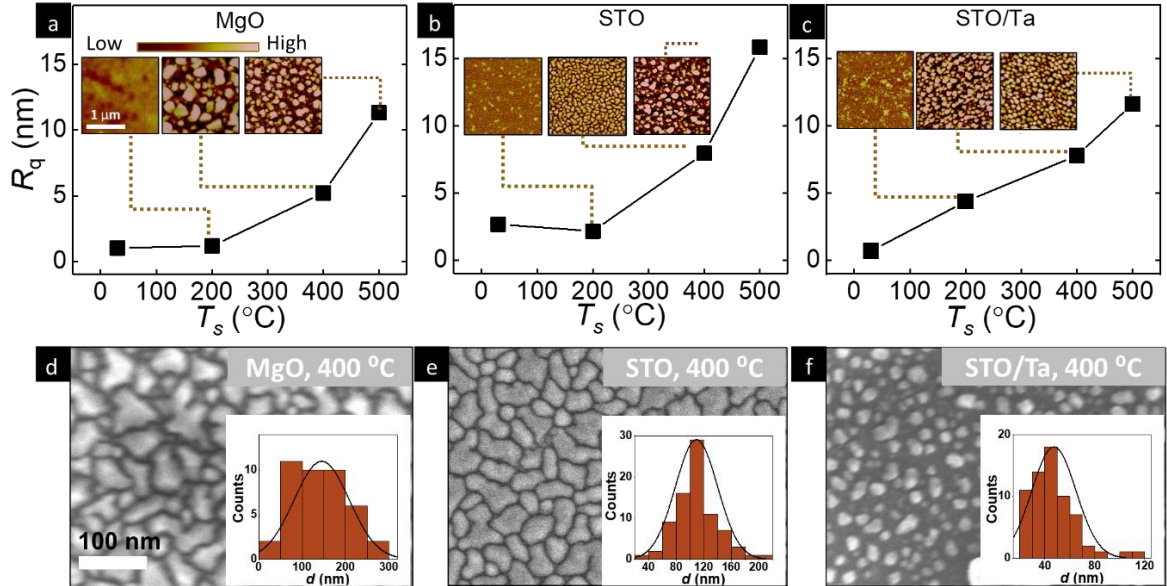 a
MgO
Low High
1 μm
R_q (nm)
15
10
5
0
0 100 200 300 400 500
T_s (°C)
b
STO
15
10
5
0
0 100 200 300 400 500
T_s (°C)
c
STO/Ta
15
10
5
0
0 100 200 300 400 500
T_s (°C)
d
MgO, 400 ⁰C
100 nm
Counts
10
5
0
0 100 200 300
d (nm)
e
STO, 400 ⁰C
Counts
30
20
10
0
40 80 120 160 200
d (nm)
f
STO/Ta, 400 ⁰C
Counts
20
10
0
40 80 120
d (nm)